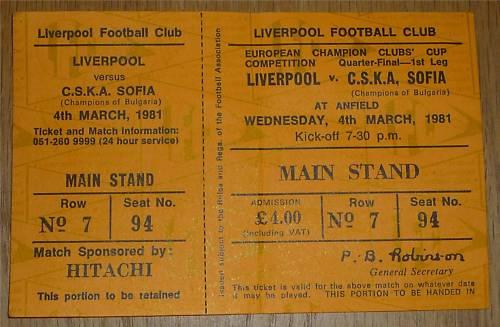 Liverpool Football Club
LIVERPOOL
versus
C.S.K.A. SOFIA
(Champions of Bulgaria)
4th MARCH, 1981
Ticket and Match Information:
051-260 9999 (24 hour service)
MAIN STAND
Row
Seat No.
No 7
94
Match Sponsored by:
HITACHI
This portion to be retained
Issued subject to the Rules and Regs. of the Football Association
LIVERPOOL FOOTBALL CLUB
EUROPEAN CHAMPION CLUBS' CUP
COMPETITION Quarter-Final—1st Leg
LIVERPOOL v. C.S.K.A. SOFIA
(Champions of Bulgaria)
AT ANFIELD
WEDNESDAY, 4th MARCH, 1981
Kick-off 7-30 p.m.
MAIN STAND
ADMISSION
£4.00
(including VAT)
Row
No 7
Seat No.
94
P. B. Robinson
General Secretary
This ticket is valid for the above match on whatever date
it may be played. THIS PORTION TO BE HANDED IN